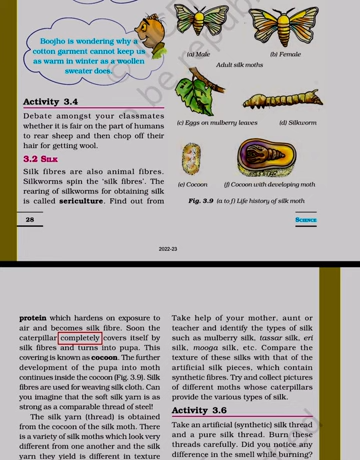 Boojho is wondering why a
cotton garment cannot keep us
as warm in winter as a woollen
sweater does.
Activity 3.4
Debate amongst your classmates
whether it is fair on the part of humans
to rear sheep and then chop off their
hair for getting wool.
3.2 SILK
Silk fibres are also animal fibres.
Silkworms spin the 'silk fibres'. The
rearing of silkworms for obtaining silk
is called sericulture. Find out from
(a) Male
(b) Female
Adult silk moths
(c) Eggs on mulberry leaves
(d) Silkworm
(e) Cocoon
(f) Cocoon with developing moth
Fig. 3.9 (a to f) Life history of silk moth
28
SCIENCE
2022-23
protein which hardens on exposure to
air and becomes silk fibre. Soon the
caterpillar completely covers itself by
silk fibres and turns into pupa. This
covering is known as cocoon. The further
development of the pupa into moth
continues inside the cocoon (Fig. 3.9). Silk
fibres are used for weaving silk cloth. Can
you imagine that the soft silk yarn is as
strong as a comparable thread of steel!
The silk yarn (thread) is obtained
from the cocoon of the silk moth. There
is a variety of silk moths which look very
different from one another and the silk
yarn they yield is different in texture
Take help of your mother, aunt or
teacher and identify the types of silk
such as mulberry silk, tassar silk, eri
silk, mooga silk, etc. Compare the
texture of these silks with that of the
artificial silk pieces, which contain
synthetic fibres. Try and collect pictures
of different moths whose caterpillars
provide the various types of silk.
Activity 3.6
Take an artificial (synthetic) silk thread
and a pure silk thread. Burn these
threads carefully. Did you notice any
difference in the smell while burning?